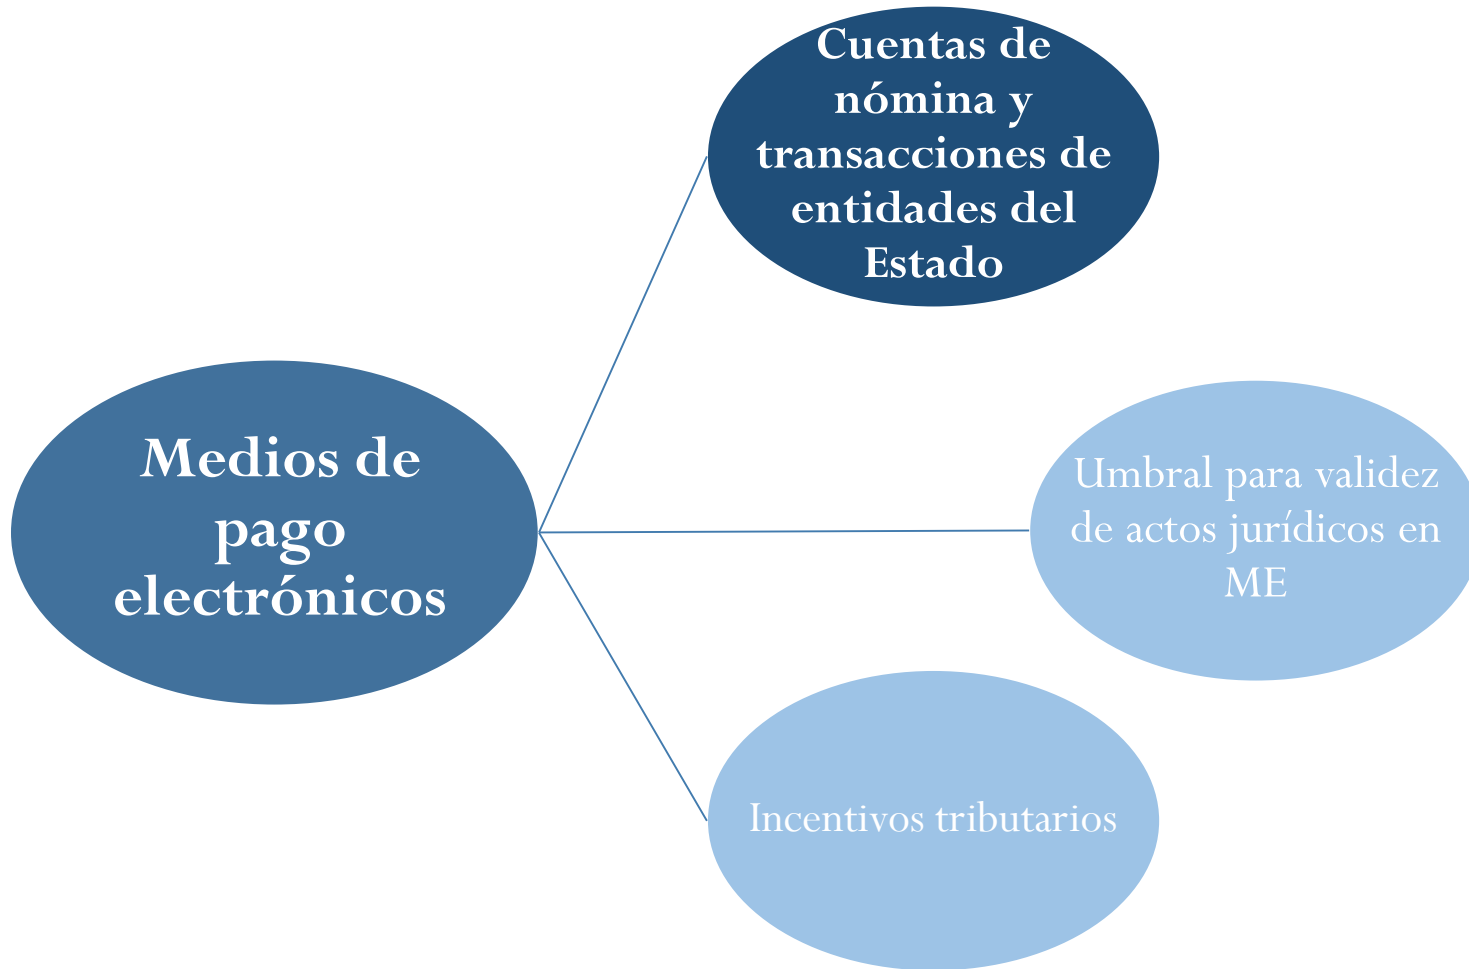 Cuentas de
nómina y
transacciones de
entidades del
Estado
Medios de
pago
electrónicos
Umbral para validez
de actos jurídicos en
ME
Incentivos tributarios